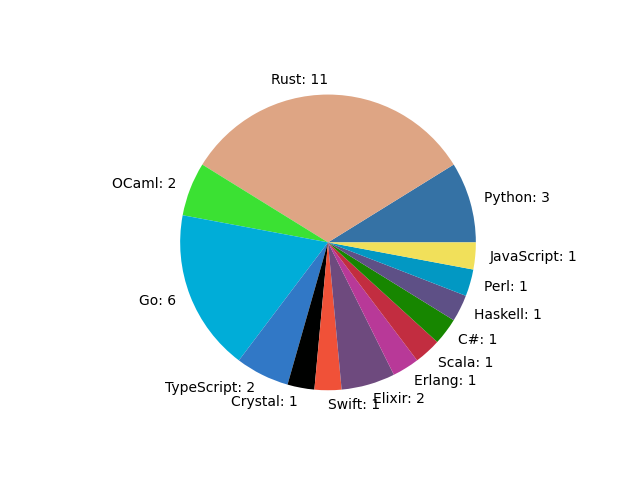 Rust: 11
OCaml: 2
Python: 3
JavaScript: 1
Go: 6
Perl: 1
Haskell: 1
C#: 1
Scala: 1
Erlang: 1
TypeScript: 2
Elixir: 2
Crystal: 1
Swift: 1